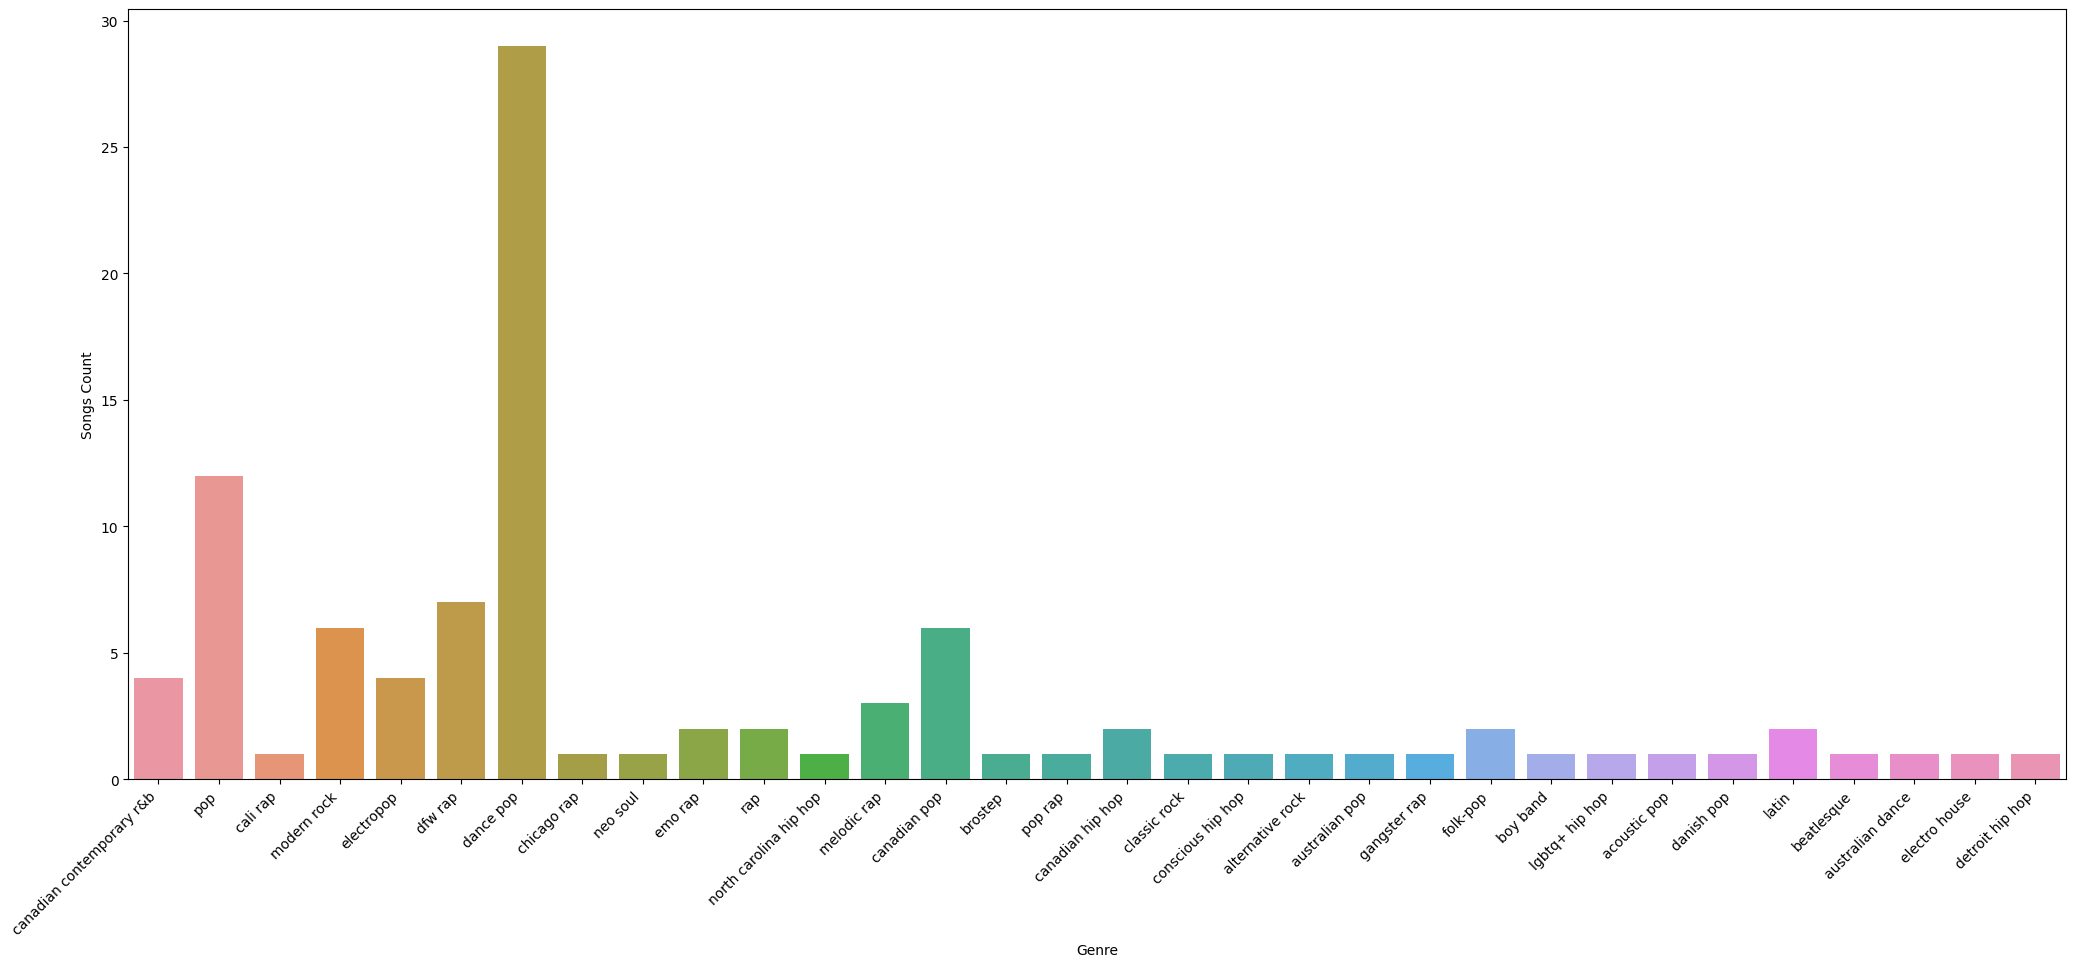 30
25
20
15
10
5
0
Songs Count
canadian contemporary r&b
pop
cali rap
modern rock
electropop
dfw rap
dance pop
chicago rap
neo soul
emo rap
rap
north carolina hip hop
melodic rap
canadian pop
brostep
pop rap
canadian hip hop
classic rock
conscious hip hop
alternative rock
australian pop
gangster rap
folk-pop
boy band
lgbtq+ hip hop
acoustic pop
danish pop
latin
beatlesque
australian dance
electro house
detroit hip hop
Genre